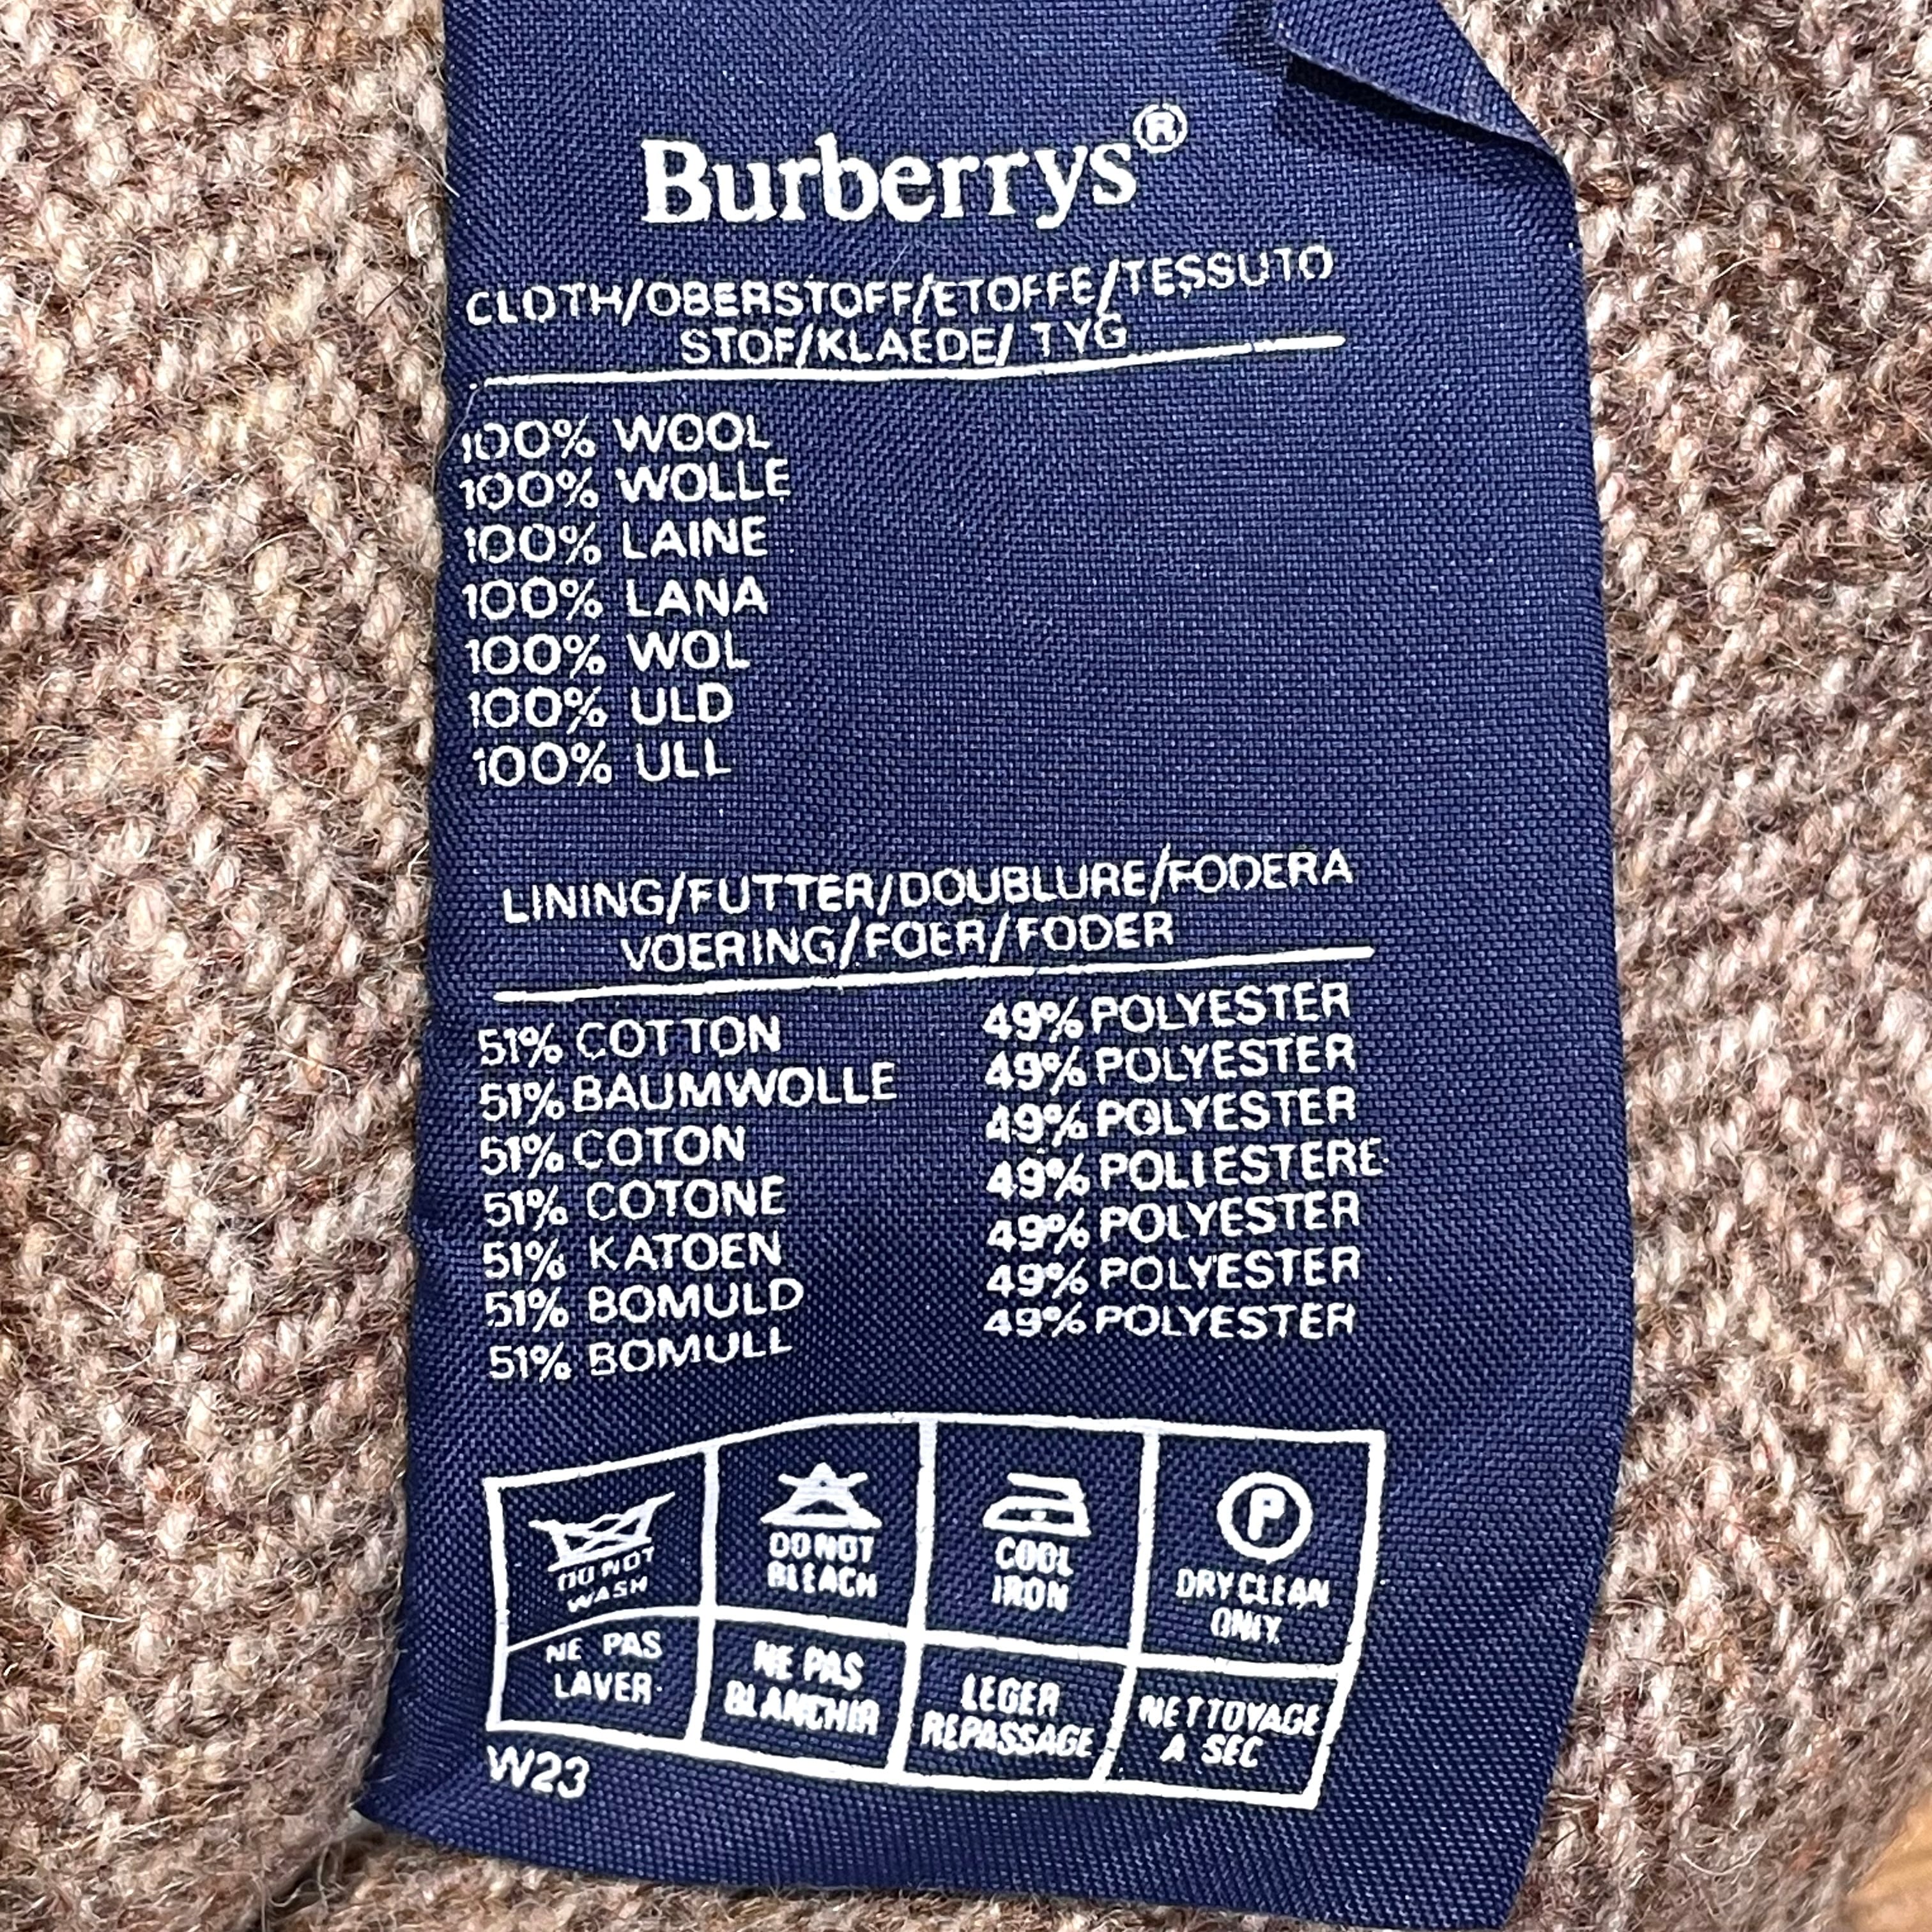 Burberrys®
CLOTH/OBERSTOFF/ETOFFE/TESSUTO
STOF/KLAEDE/ TYG
100% WOOL
100% WOLLE
100% LAINE
100% LANA
100% WOL
100% ULD
100% ULL
LINING/FUTTER/DOUBLURE/FODERA
VOERING/FOER/FODER
51% COTTON 49% POLYESTER
51% BAUMWOLLE 49% POLYESTER
51% COTON 49% POLYESTER
51% COTONE 49% POLIESTERE
51% KATOEN 49% POLYESTER
51% BOMULD 49% POLYESTER
51% BOMULL 49% POLYESTER
DO NOT
WASH
DO NOT
BLEACH
COOL
IRON
P
DRY CLEAN
ONLY.
NE PAS
LAVER
NE PAS
BLANCHIR
LEGER
REPASSAGE
NETTOYAGE
A SEC
W23